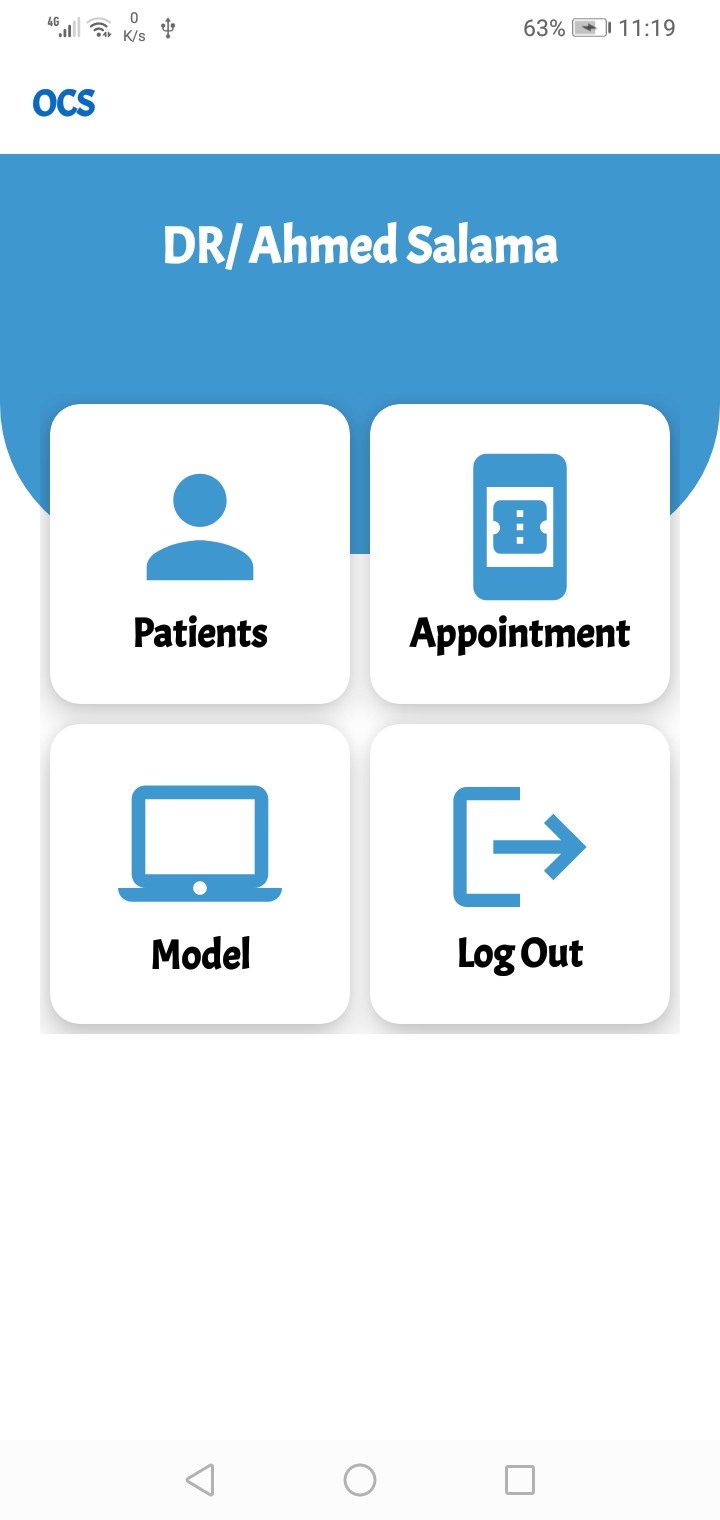 4G 0 K/s 63% 11:19
OCS
DR/ Ahmed Salama
Patients
Appointment
Model
Log Out